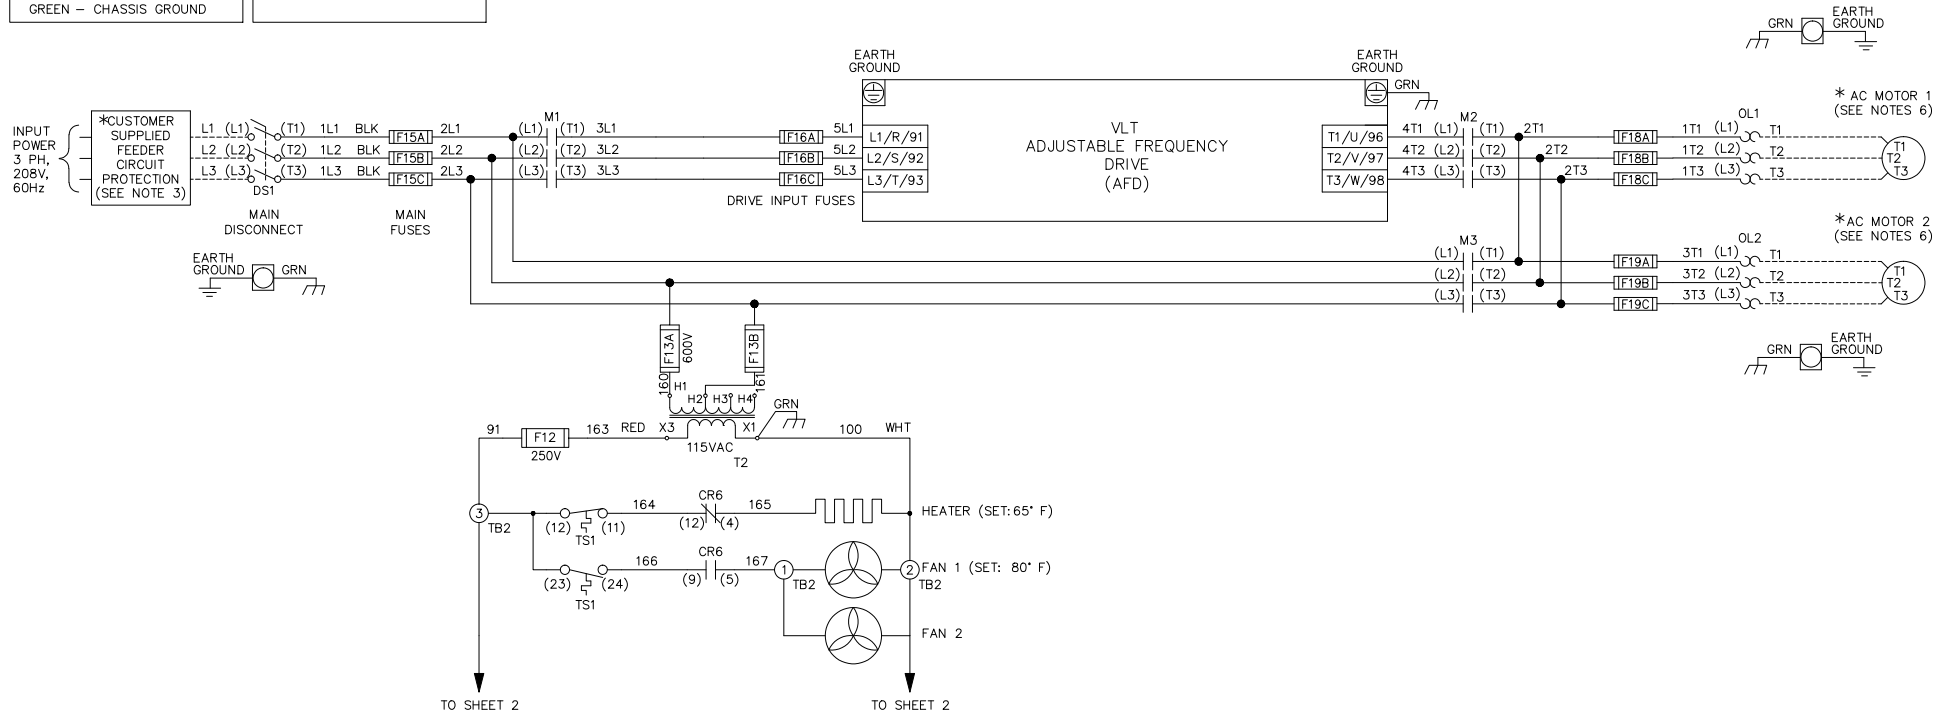 GREEN – CHASSIS GROUND
INPUT
POWER
3 PH,
208V,
60Hz
*CUSTOMER
SUPPLIED
FEEDER
CIRCUIT
PROTECTION
(SEE NOTE 3)
L1 (L1) (T1) 1L1 BLK F15A 2L1 (L1) (T1) 3L1 F16A 5L1 L1/R/91
L2 (L2) (T2) 1L2 BLK F15B 2L2 (L2) (T2) 3L2 F16B 5L2 L2/S/92
L3 (L3) (T3) 1L3 BLK F15C 2L3 (L3) (T3) 3L3 F16C 5L3 L3/T/93
DS1
MAIN
DISCONNECT
MAIN
FUSES
M1
DRIVE INPUT FUSES
EARTH
GROUND
GRN
EARTH
GROUND
VLT
ADJUSTABLE FREQUENCY
DRIVE
(AFD)
EARTH
GROUND
GRN
T1/U/96 4T1 (L1) (T1) 2T1 F18A 1T1 (L1) T1
T2/V/97 4T2 (L2) (T2) 2T2 F18B 1T2 (L2) T2
T3/W/98 4T3 (L3) (T3) 2T3 F18C 1T3 (L3) T3
M2
OL1
GRN
EARTH
GROUND
* AC MOTOR 1
(SEE NOTES 6)
T1
T2
T3
M3
OL2
(L1) (T1) F19A 3T1 (L1) T1
(L2) (T2) F19B 3T2 (L2) T2
(L3) (T3) F19C 3T3 (L3) T3
*AC MOTOR 2
(SEE NOTES 6)
T1
T2
T3
GRN
EARTH
GROUND
F13A
600V
F13B
160
161
H1
H2 H3 H4
GRN
91 F12 163 RED X3 X1 100 WHT
250V
115VAC
T2
3
TB2
(12) (11)
TS1
164
CR6
(12) (4)
165
HEATER (SET:65° F)
(23) (24)
TS1
166
CR6
(9) (5)
167
1
TB2
2
TB2
FAN 1 (SET: 80° F)
FAN 2
TO SHEET 2
TO SHEET 2